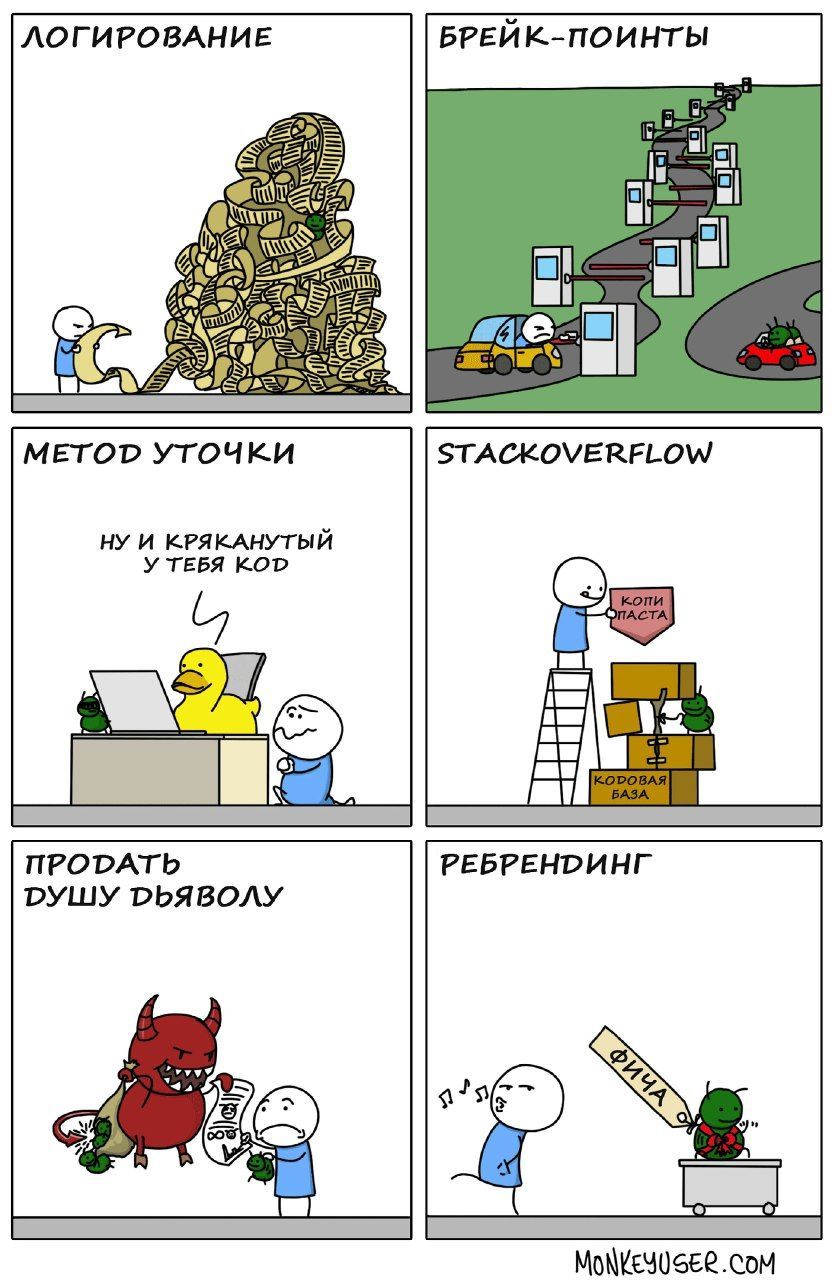 ЛОГИРОВАНИЕ
БРЕЙК-ПОИНТЫ
МЕТОД УТОЧКИ
НУ И КРЯКАНУТЫЙ
У ТЕБЯ КОД
STACKOVERFLOW
КОПИ
ПАСТА
КОДОВАЯ
БАЗА
ПРОДАТЬ
ДУШУ ДЬЯВОЛУ
РЕБРЕНДИНГ
ФИЧА
MONKEYUSER.COM